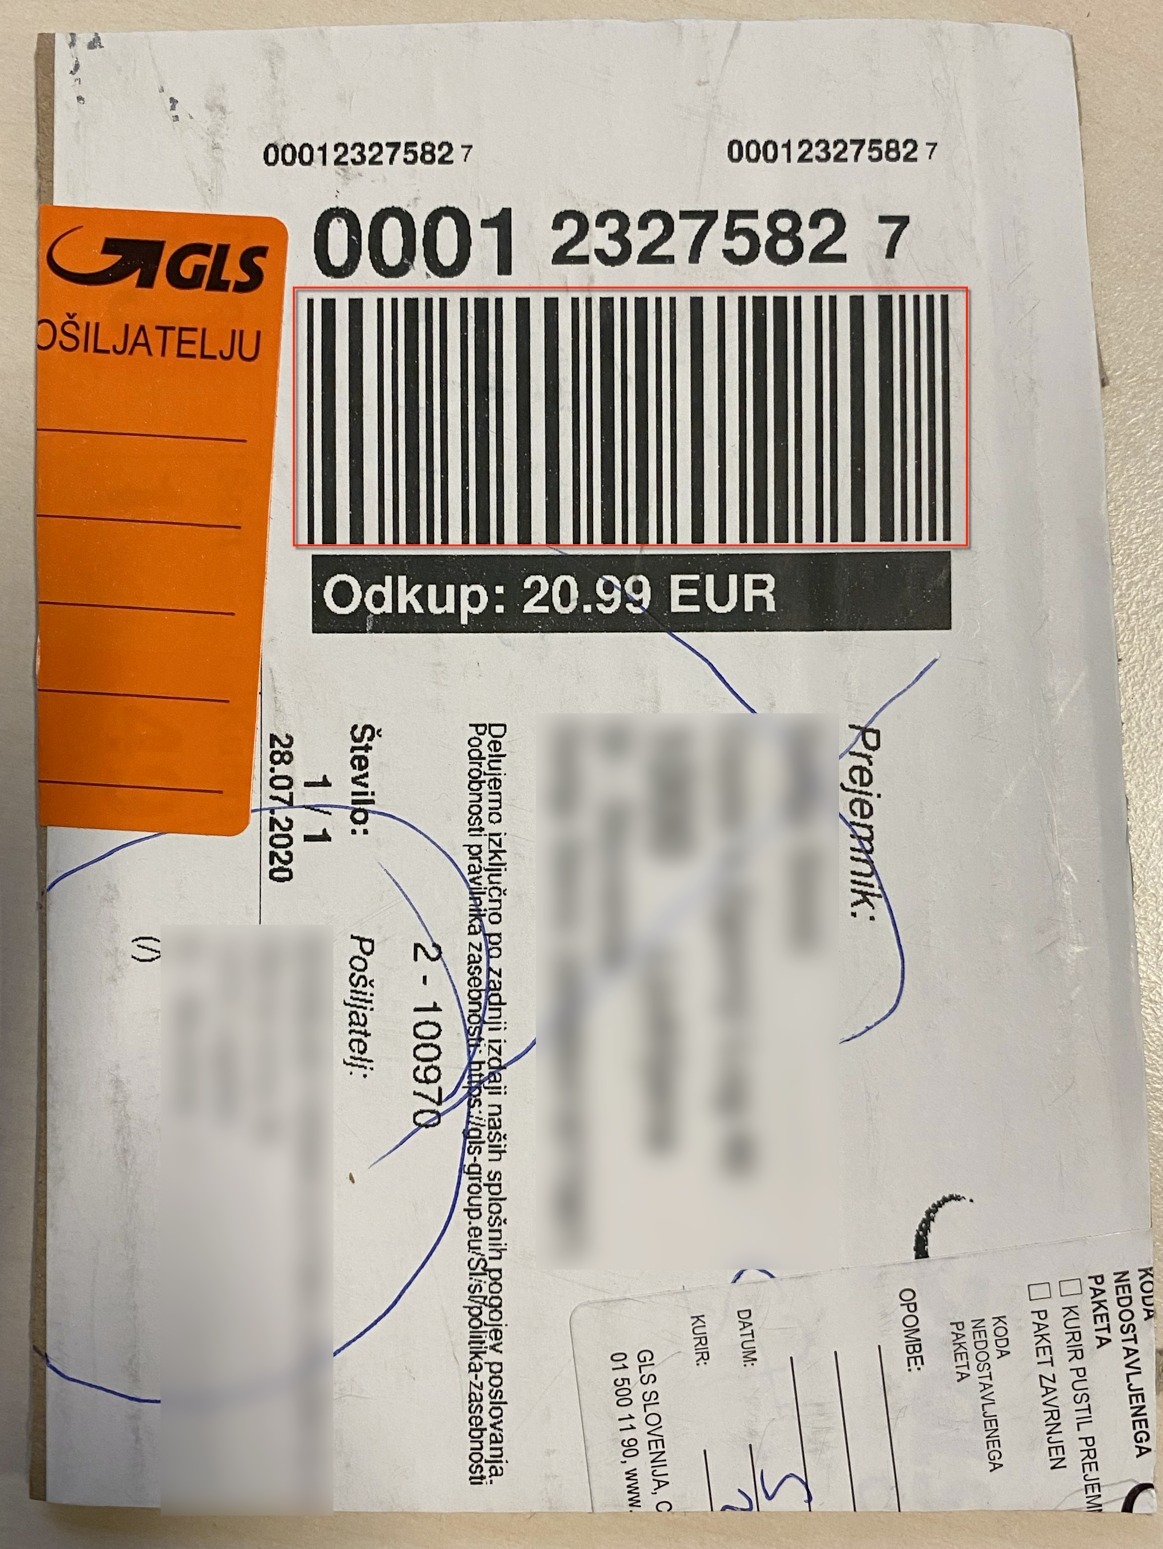 00012327582 7
00012327582 7
0001 2327582 7
GLS
OŠILJATELJU
Odkup: 20.99 EUR
Prejemnik:
Delujemo izključno po zadnji izdaji naših splošnih pogojev poslovanja.
Podrobnosti pravilnika zasebnosti: https://gls-group.eu/SI/sl/politika-zasebnosti
2 - 100970
Število:
1 / 1
28.07.2020
Pošiljatelj:
(/)
KODA
NEDOSTAVLJENEGA
PAKETA
KURIR PUSTIL PREJEM
PAKET ZAVRNJEN
KODA
NEDOSTAVLJENEGA
PAKETA
OPOMBE:
DATUM:
KURIR:
GLS SLOVENIJA, C
01 500 11 90, www.